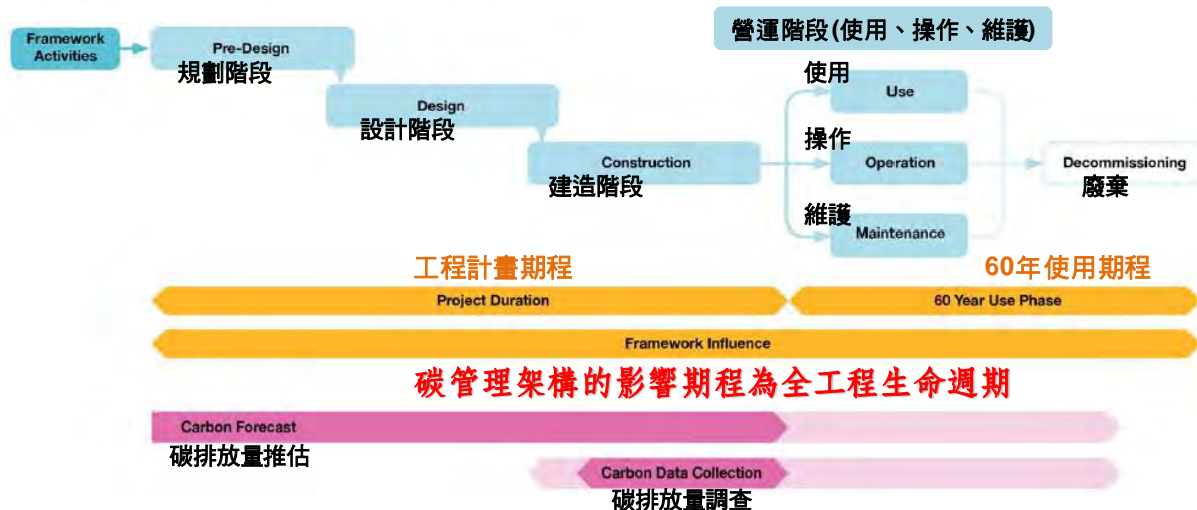 營運階段(使用、操作、維護)
Framework
Activities
Pre-Design
規劃階段
Design
設計階段
Construction
建造階段
使用
Use
操作
Operation
維護
Maintenance
Decommissioning
廢棄
工程計畫期程
60年使用期程
Project Duration
60 Year Use Phase
Framework Influence
碳管理架構的影響期程為全工程生命週期
Carbon Forecast
碳排放量推估
Carbon Data Collection
碳排放量調查